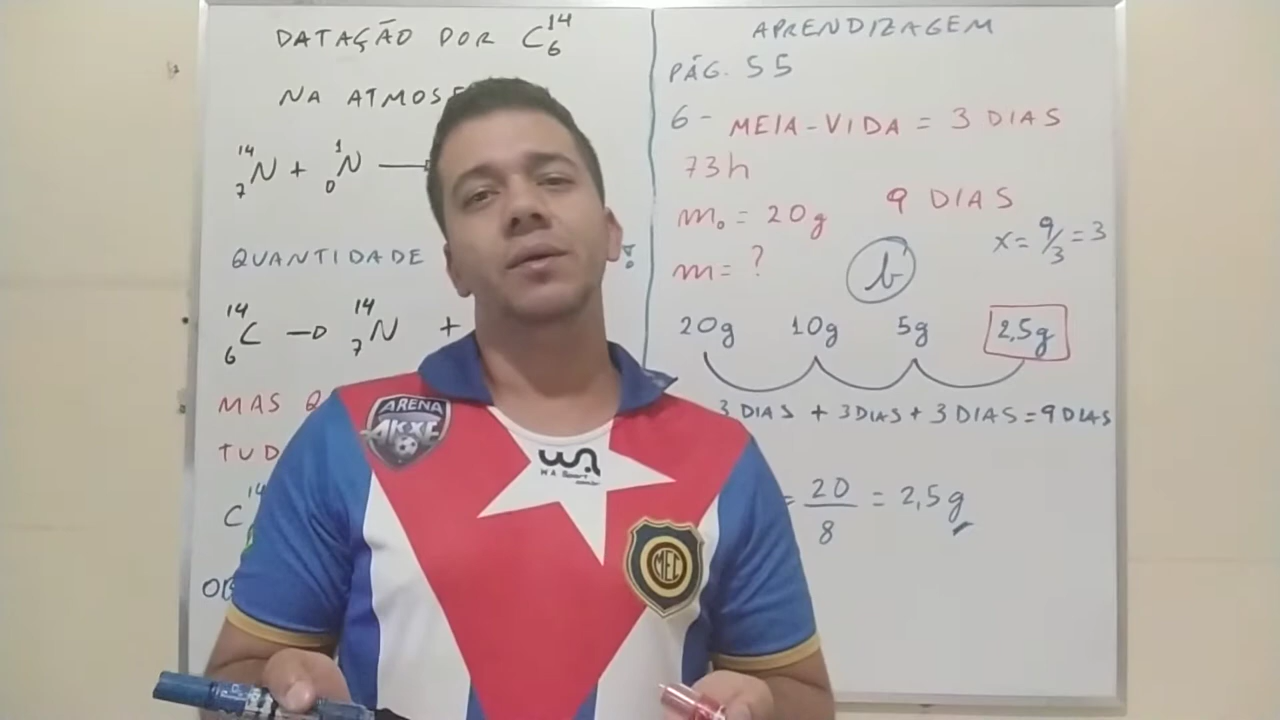 DATAÇÃO POR C 14 6
NA ATMOS
14 7 N + 1 0 N →
QUANTIDADE
14 6 C → 14 7 N +
MAS Q
TUD
C 14
OB
APRENDIZAGEM
PÁG. 55
6- MEIA-VIDA = 3 DIAS
73h
9 DIAS
m₀ = 20g
x = 9/3 = 3
m = ?
b
20g 10g 5g 2,5g
3 DIAS + 3 DIAS + 3 DIAS = 9 DIAS
= 20/8 = 2,5g
ARENA
AKXE
W.A. Sport
MEC